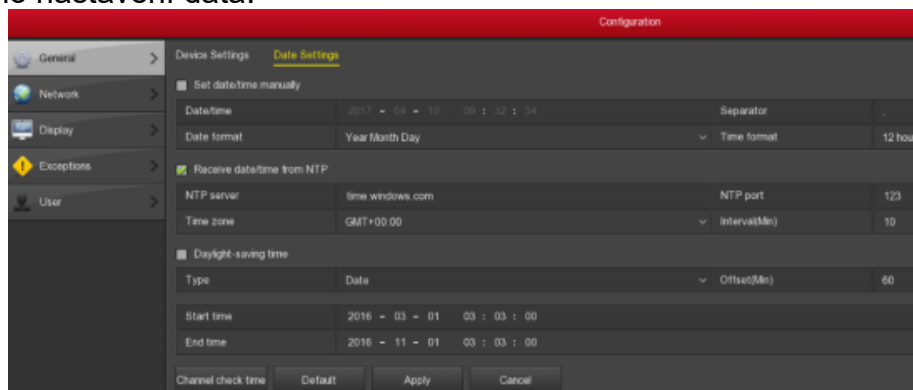 nastavení data.
Configuration
General
Network
Display
Exceptions
User
Device Settings Date Settings
Set date/time manually
Date/time 2017 - 04 - 19 09 : 32 : 34 Separator .
Date format Year Month Day Time format 12 hou
Receive date/time from NTP
NTP server time.windows.com NTP port 123
Time zone GMT+00:00 Interval(Min) 10
Daylight-saving time
Type Date Offset(Min) 60
Start time 2016 - 03 - 01 03 : 03 : 00
End time 2016 - 11 - 01 03 : 03 : 00
Channel check time Default Apply Cancel